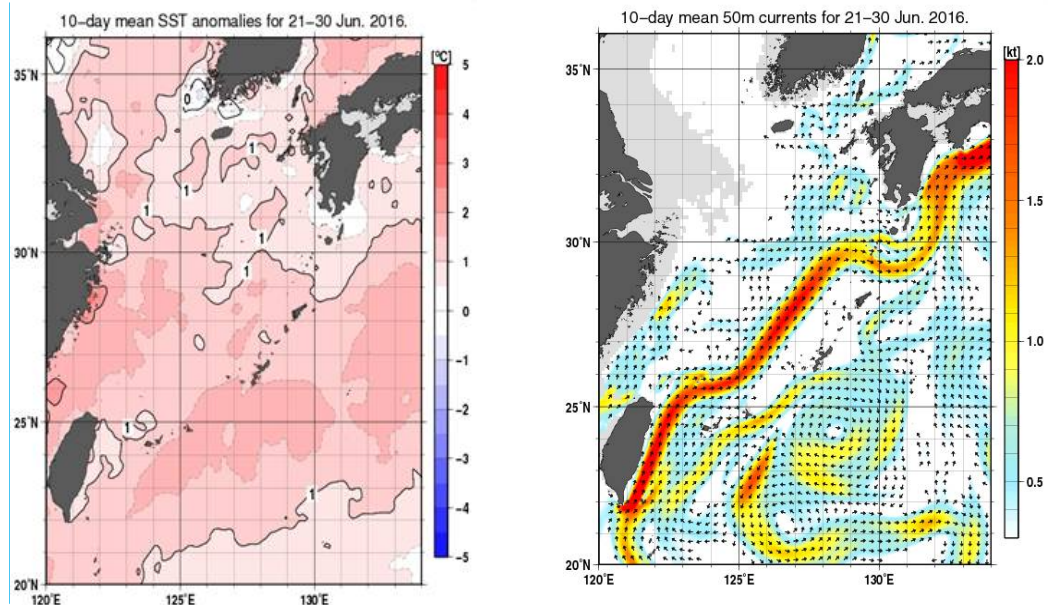 10-day mean SST anomalies for 21-30 Jun. 2016.
[°C]
5
4
3
2
1
0
-1
-2
-3
-4
-5
35°N
30°N
25°N
20°N
120°E
125°E
130°E
0
1
1
1
1
1
1
1
10-day mean 50m currents for 21-30 Jun. 2016.
[kt]
2.0
1.5
1.0
0.5
35°N
30°N
25°N
20°N
120°E
125°E
130°E